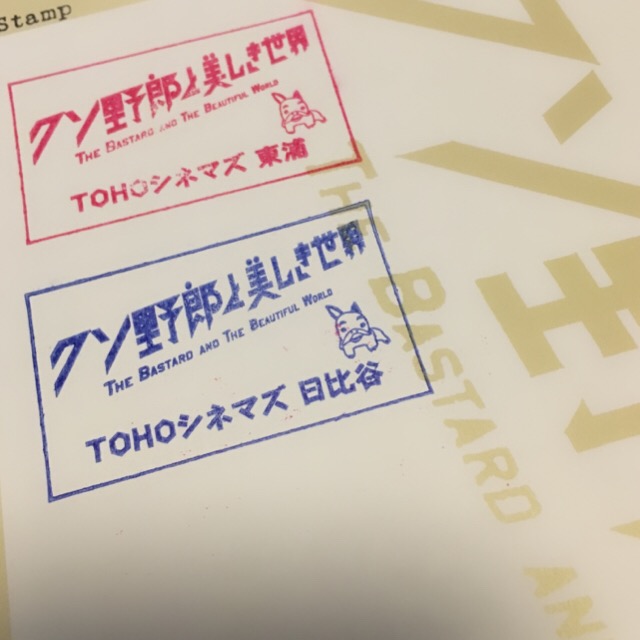 Stamp
クソ野郎と美しき世界
THE BASTARD AND THE BEAUTIFUL WORLD
TOHOシネマズ 東浦
クソ野郎と美しき世界
THE BASTARD AND THE BEAUTIFUL WORLD
TOHOシネマズ 日比谷
THE BASTARD AN